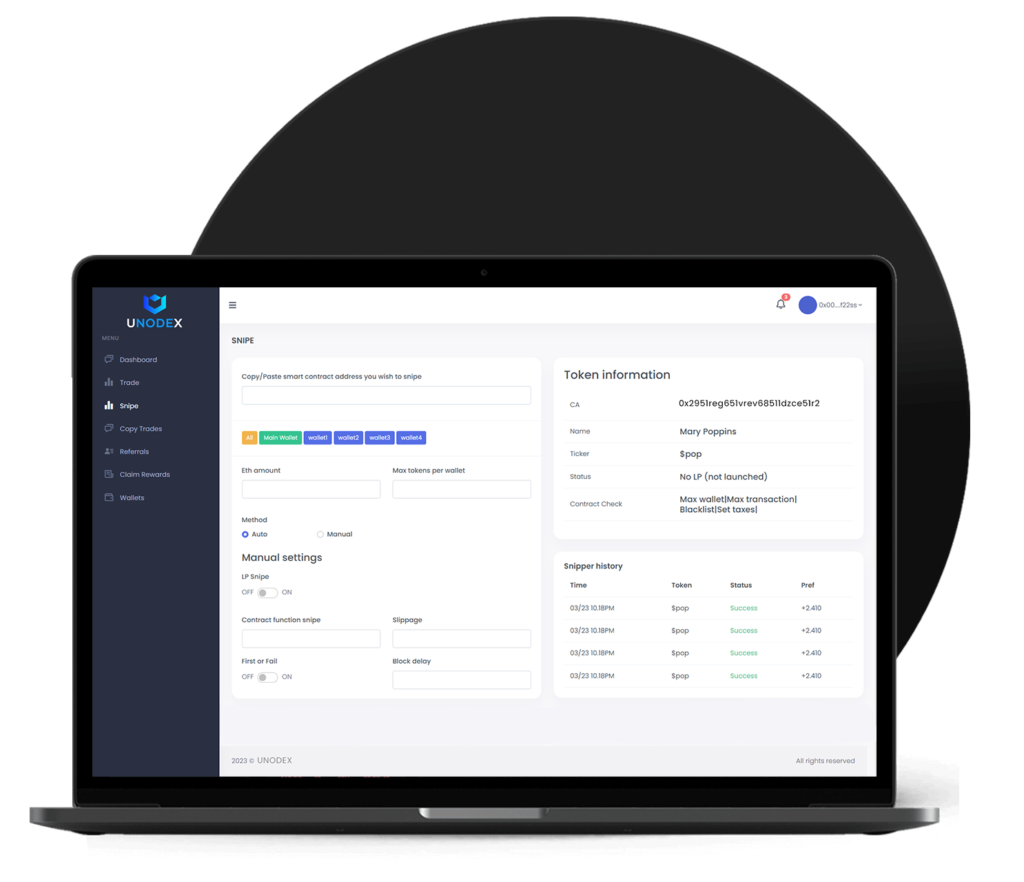 UNODEX
MENU
Dashboard
Trade
Snipe
Copy Trades
Referrals
Claim Rewards
Wallets
3
0x00...f22ss
SNIPE
Copy/Paste smart contract address you wish to snipe
All Main Wallet wallet1 wallet2 wallet3 wallet4
Eth amount Max tokens per wallet
Method
Auto Manual
Manual settings
LP Snipe
OFF ON
Contract function snipe Slippage
First or Fail Block delay
OFF ON
Token information
CA 0x2951reg651vrev68511dzce51r2
Name Mary Poppins
Ticker $pop
Status No LP (not launched)
Contract Check Max wallet|Max transaction|
Blacklist|Set taxes|
Snipper history
Time Token Status Pref
03/23 10.18PM $pop Success +2.410
03/23 10.18PM $pop Success +2.410
03/23 10.18PM $pop Success +2.410
03/23 10.18PM $pop Success +2.410
2023 © UNODEX All rights reserved